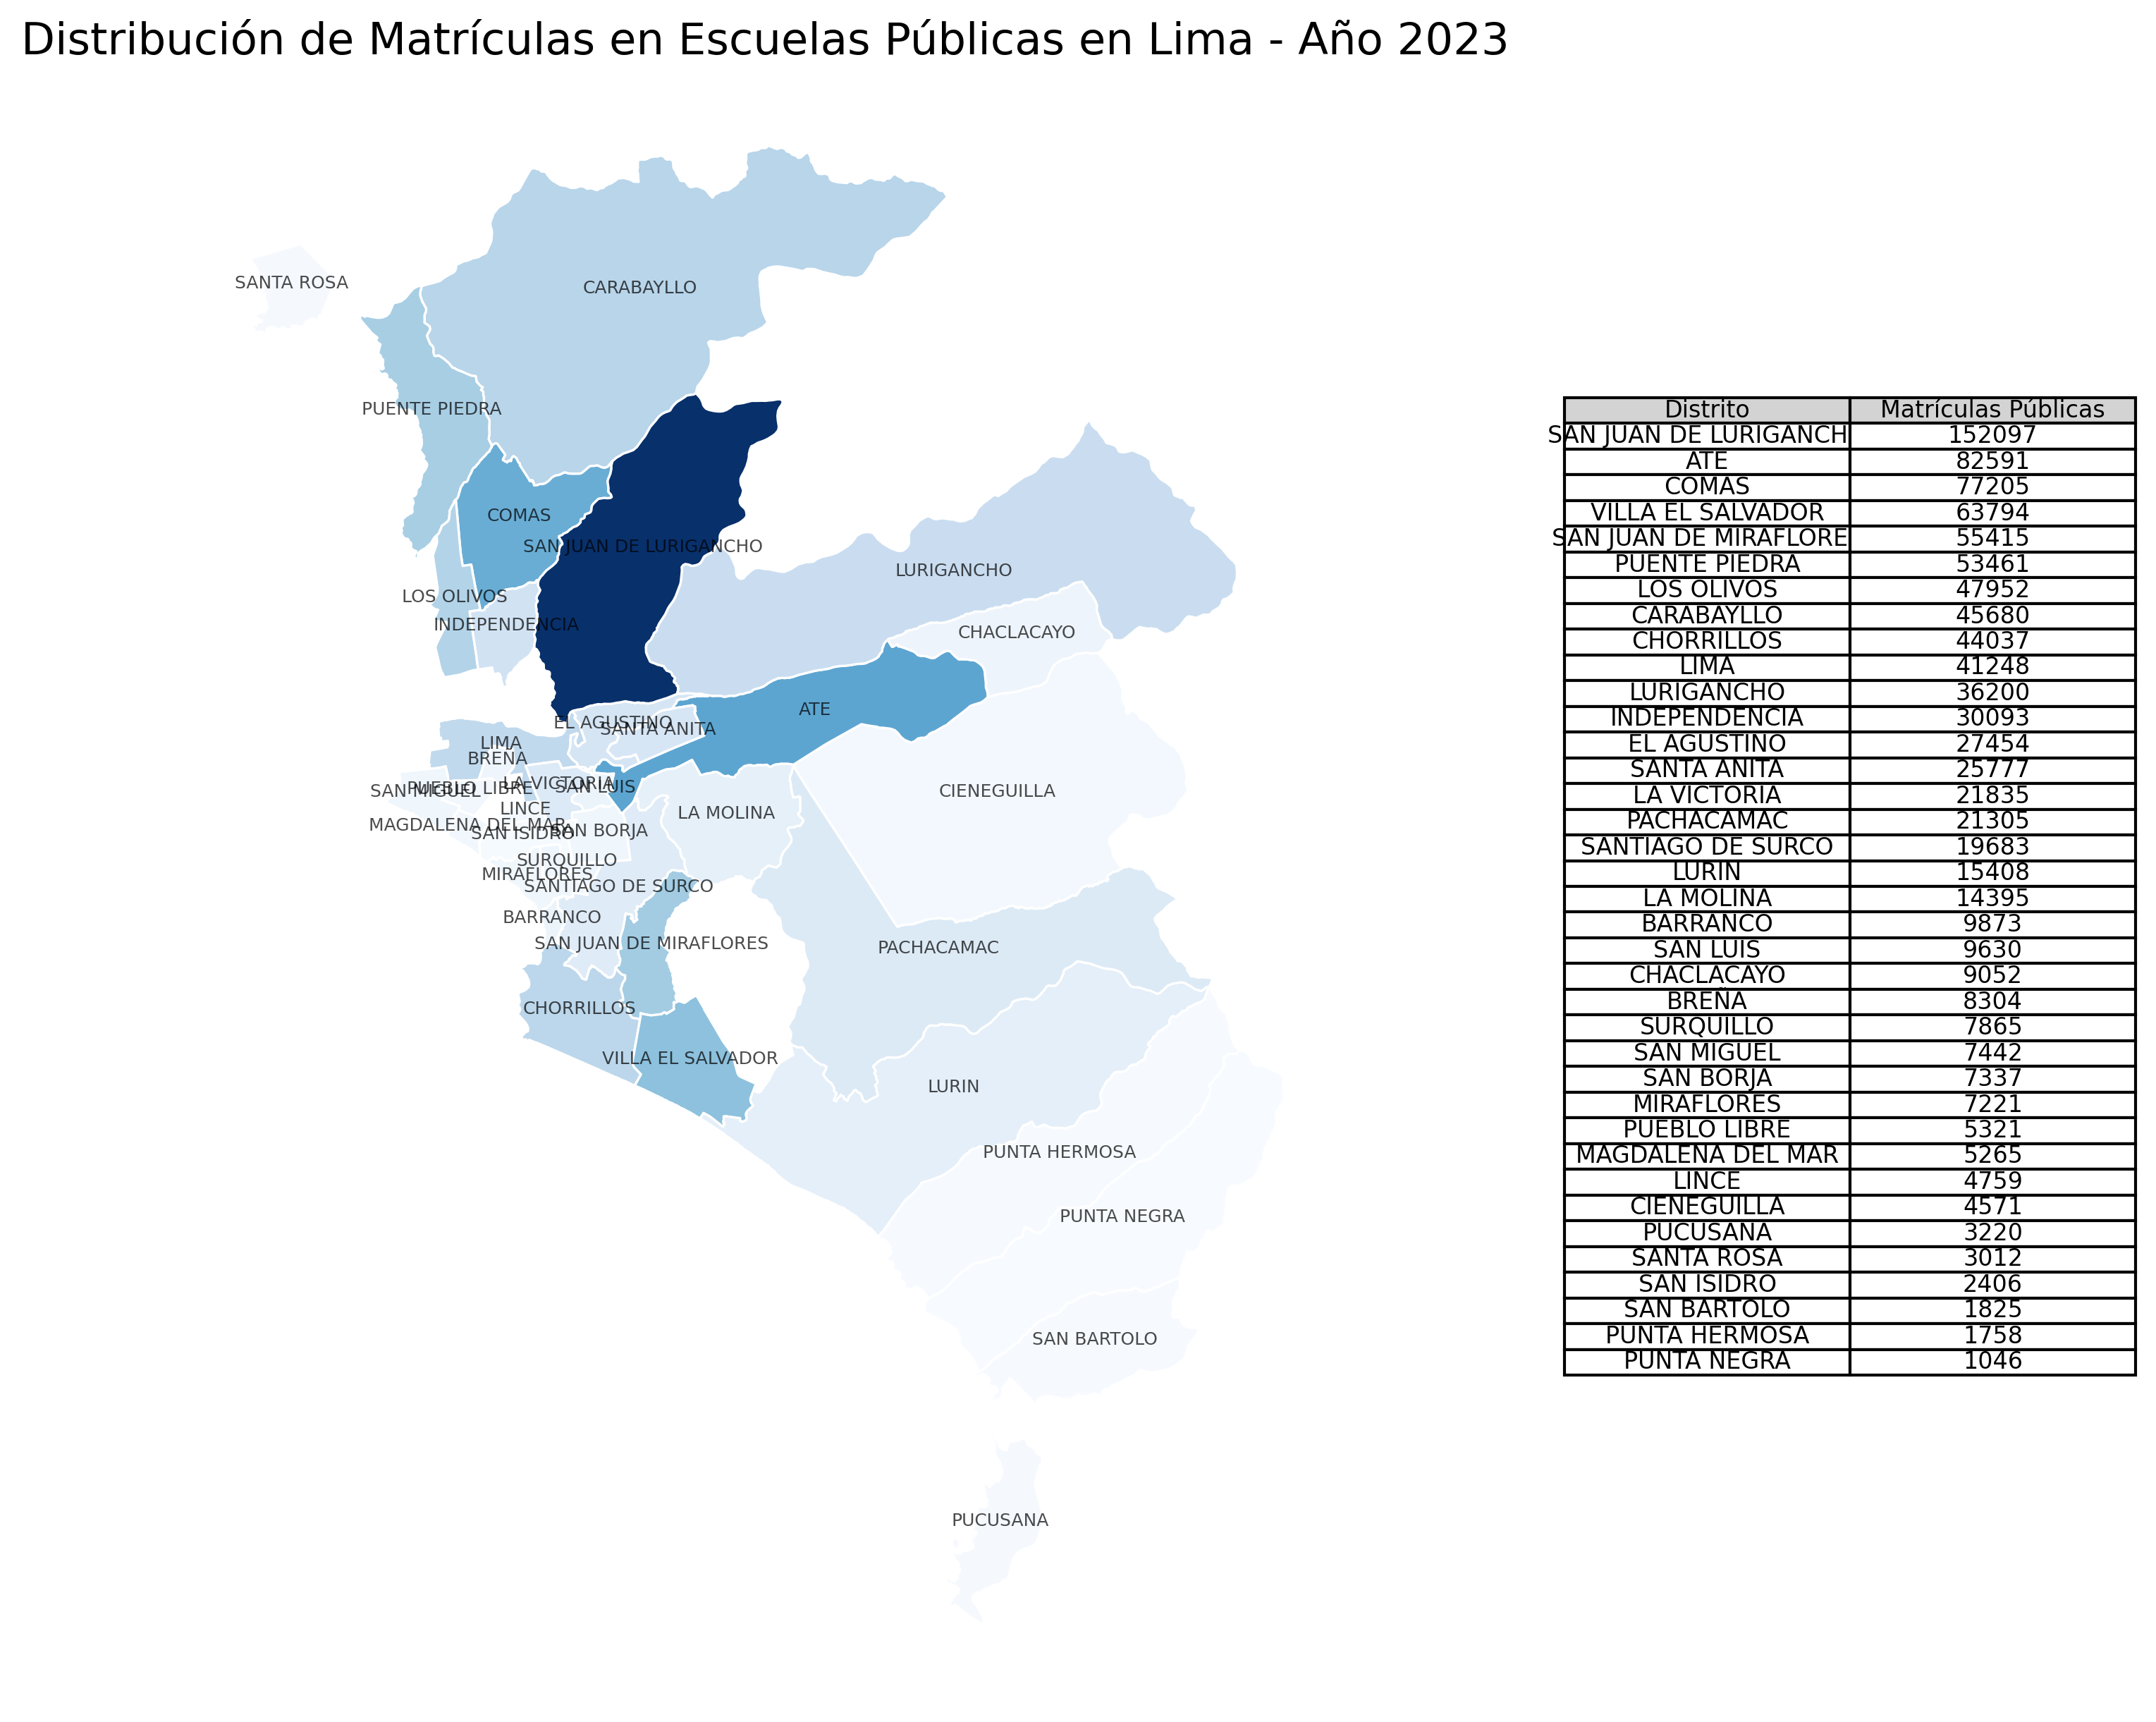 Distribución de Matrículas en Escuelas Públicas en Lima - Año 2023
SANTA ROSA
CARABAYLLO
PUENTE PIEDRA
COMAS
SAN JUAN DE LURIGANCHO
LURIGANCHO
LOS OLIVOS
INDEPENDENCIA
CHACLACAYO
ATE
EL AGUSTINO
SANTA ANITA
LIMA
BREÑA
LA VICTORIA
SAN LUIS
PUEBLO LIBRE
SAN MIGUEL
CIENEGUILLA
LINCE
LA MOLINA
MAGDALENA DEL MAR
SAN ISIDRO
SAN BORJA
SURQUILLO
MIRAFLORES
SANTIAGO DE SURCO
BARRANCO
SAN JUAN DE MIRAFLORES
PACHACAMAC
CHORRILLOS
VILLA EL SALVADOR
LURIN
PUNTA HERMOSA
PUNTA NEGRA
SAN BARTOLO
PUCUSANA
Distrito Matrículas Públicas
SAN JUAN DE LURIGANCH 152097
ATE 82591
COMAS 77205
VILLA EL SALVADOR 63794
SAN JUAN DE MIRAFLORE 55415
PUENTE PIEDRA 53461
LOS OLIVOS 47952
CARABAYLLO 45680
CHORRILLOS 44037
LIMA 41248
LURIGANCHO 36200
INDEPENDENCIA 30093
EL AGUSTINO 27454
SANTA ANITA 25777
LA VICTORIA 21835
PACHACAMAC 21305
SANTIAGO DE SURCO 19683
LURIN 15408
LA MOLINA 14395
BARRANCO 9873
SAN LUIS 9630
CHACLACAYO 9052
BREÑA 8304
SURQUILLO 7865
SAN MIGUEL 7442
SAN BORJA 7337
MIRAFLORES 7221
PUEBLO LIBRE 5321
MAGDALENA DEL MAR 5265
LINCE 4759
CIENEGUILLA 4571
PUCUSANA 3220
SANTA ROSA 3012
SAN ISIDRO 2406
SAN BARTOLO 1825
PUNTA HERMOSA 1758
PUNTA NEGRA 1046